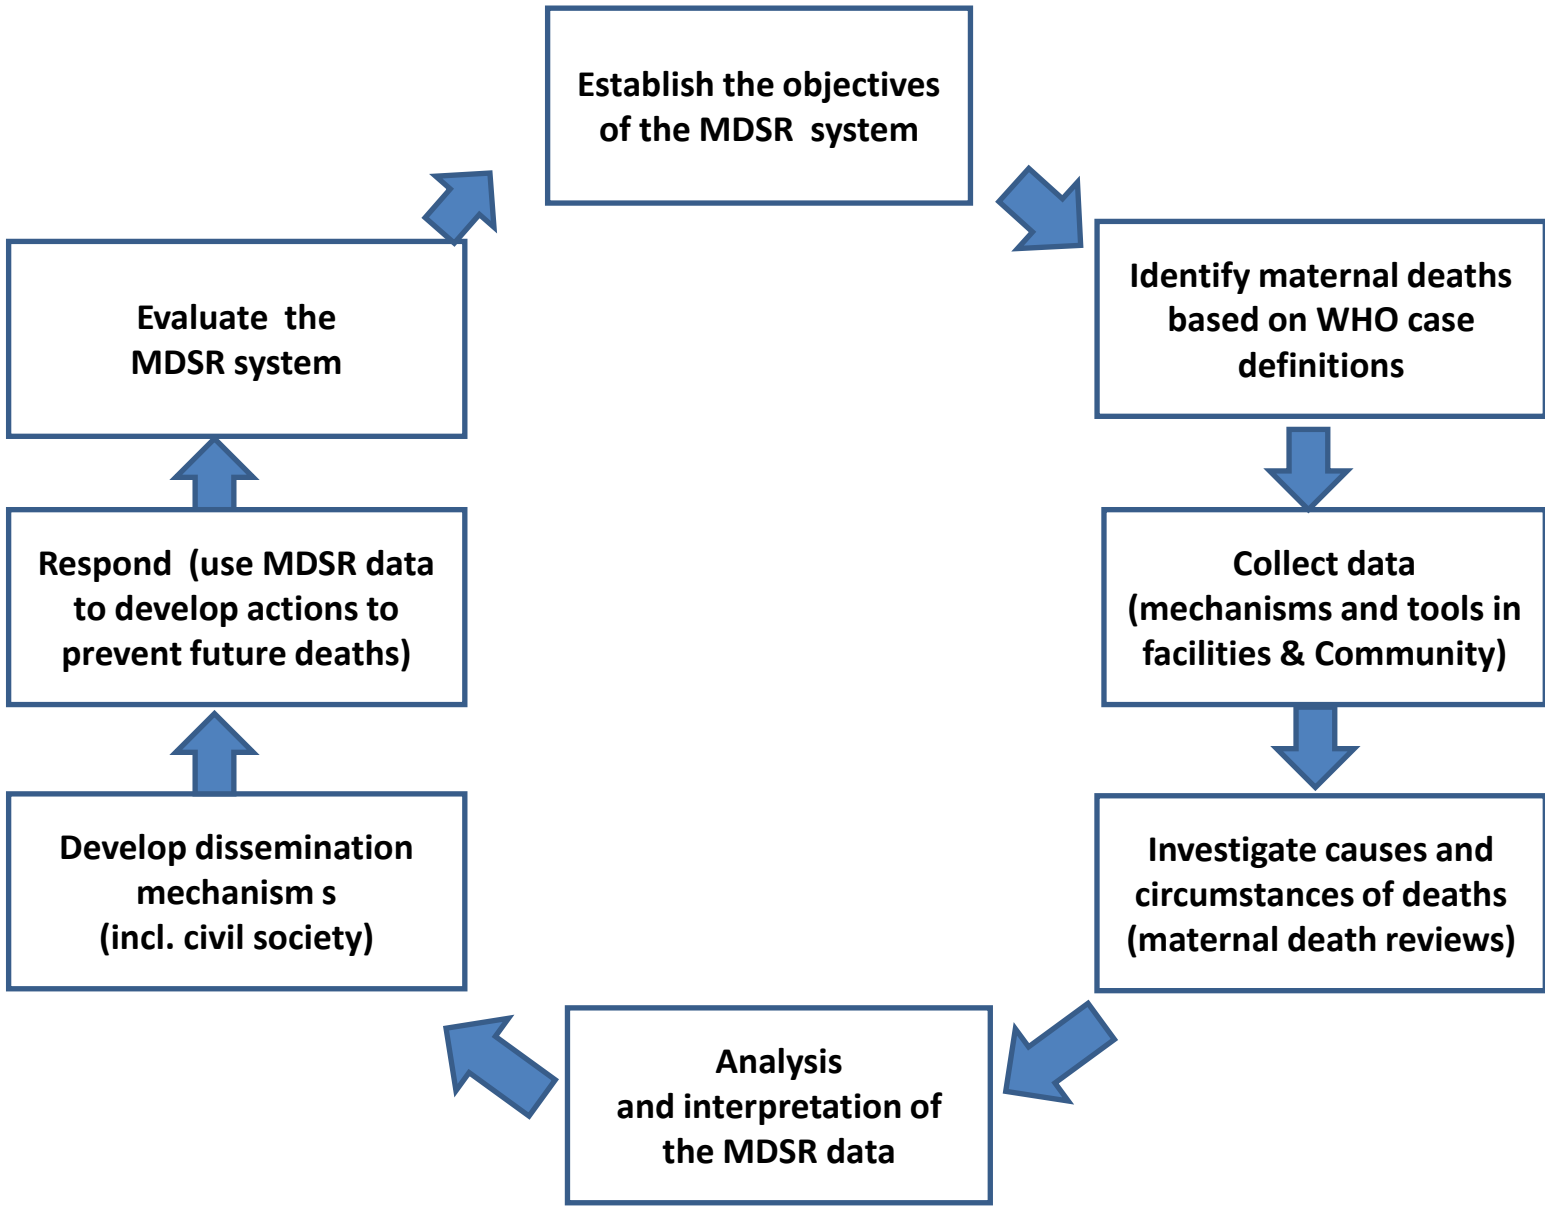 Establish the objectives
of the MDSR system
Identify maternal deaths
based on WHO case
definitions
Collect data
(mechanisms and tools in
facilities & Community)
Investigate causes and
circumstances of deaths
(maternal death reviews)
Analysis
and interpretation of
the MDSR data
Develop dissemination
mechanism s
(incl. civil society)
Respond (use MDSR data
to develop actions to
prevent future deaths)
Evaluate the
MDSR system